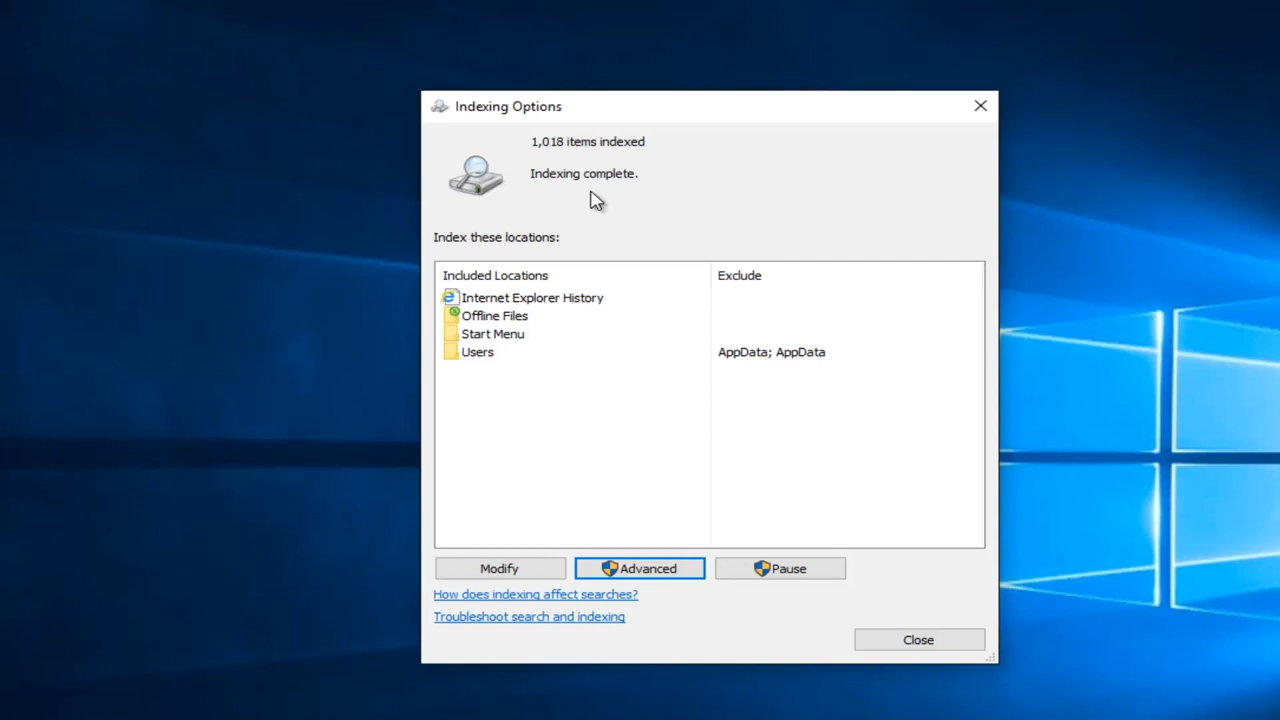 Indexing Options
1,018 items indexed
Indexing complete.
Index these locations:
Included Locations Exclude
Internet Explorer History
Offline Files
Start Menu
Users AppData; AppData
Modify Advanced Pause
How does indexing affect searches?
Troubleshoot search and indexing
Close